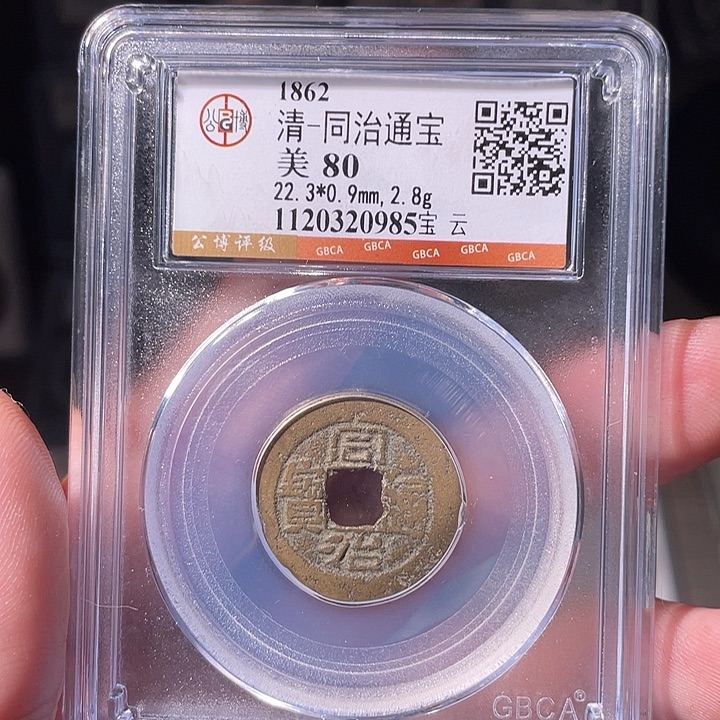 1862
清-同治通宝
美 80
22.3*0.9mm, 2.8g
1120320985宝 云
公博评级 GBCA GBCA GBCA GBCA GBCA
公博
同治 寶
GBCA®